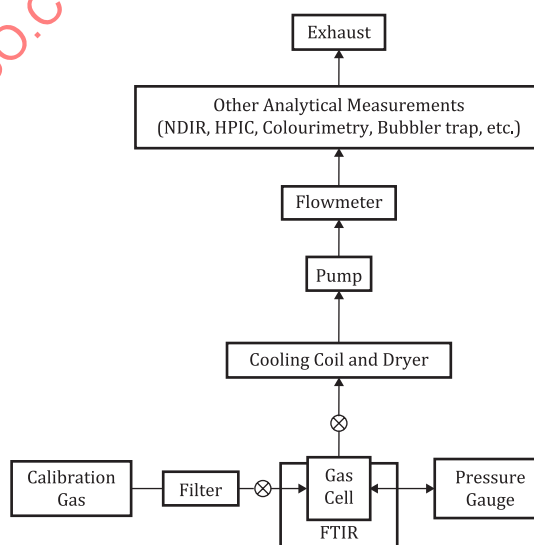 Exhaust
Other Analytical Measurements
(NDIR, HPIC, Colourimetry, Bubbler trap, etc.)
Flowmeter
Pump
Cooling Coil and Dryer
Calibration
Gas
Filter
Gas
Cell
FTIR
Pressure
Gauge